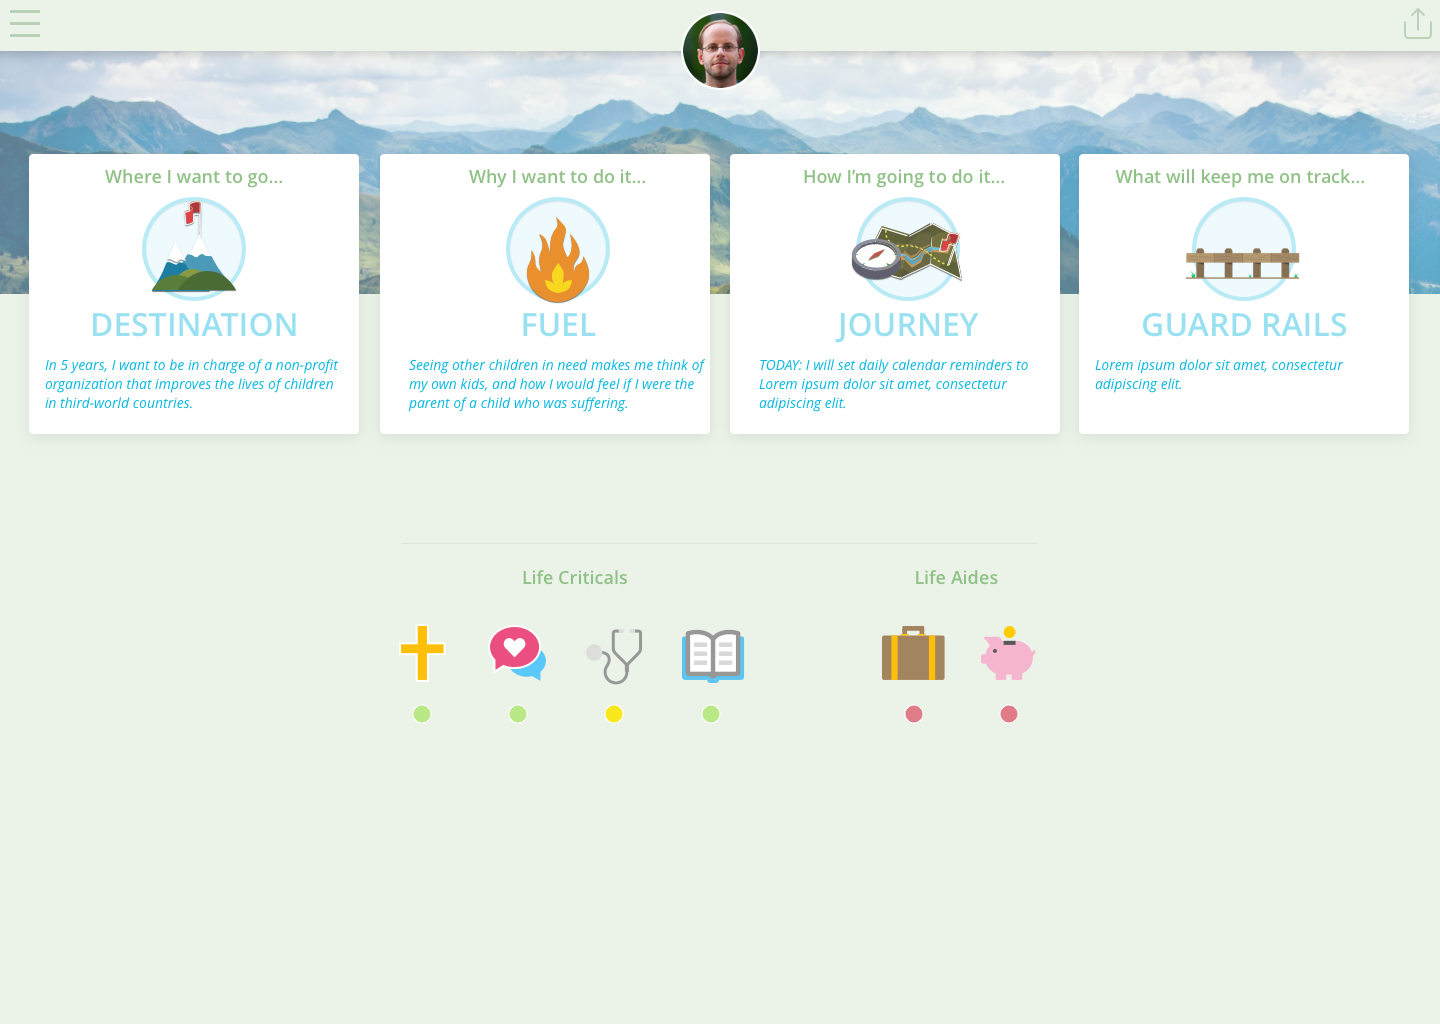 Where I want to go...
DESTINATION
In 5 years, I want to be in charge of a non-profit
organization that improves the lives of children
in third-world countries.
Why I want to do it...
FUEL
Seeing other children in need makes me think of
my own kids, and how I would feel if I were the
parent of a child who was suffering.
How I’m going to do it...
JOURNEY
TODAY: I will set daily calendar reminders to
Lorem ipsum dolor sit amet, consectetur
adipiscing elit.
What will keep me on track...
GUARD RAILS
Lorem ipsum dolor sit amet, consectetur
adipiscing elit.
Life Criticals
Life Aides